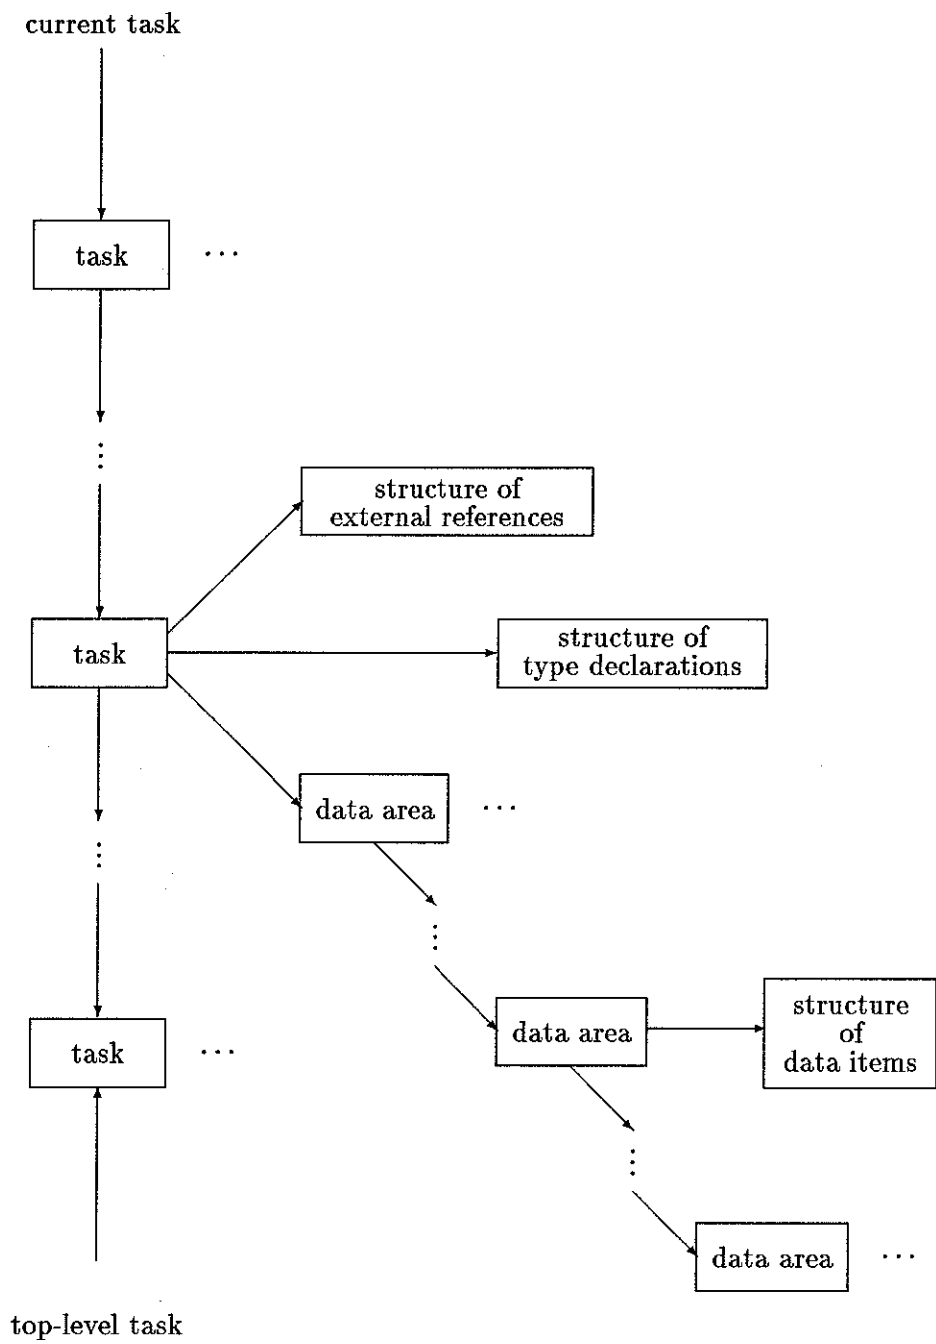 current task
task ...
⋮
structure of
external references
task
structure of
type declarations
data area ...
⋮
⋮
structure
of
data items
data area
task ...
⋮
data area ...
top-level task